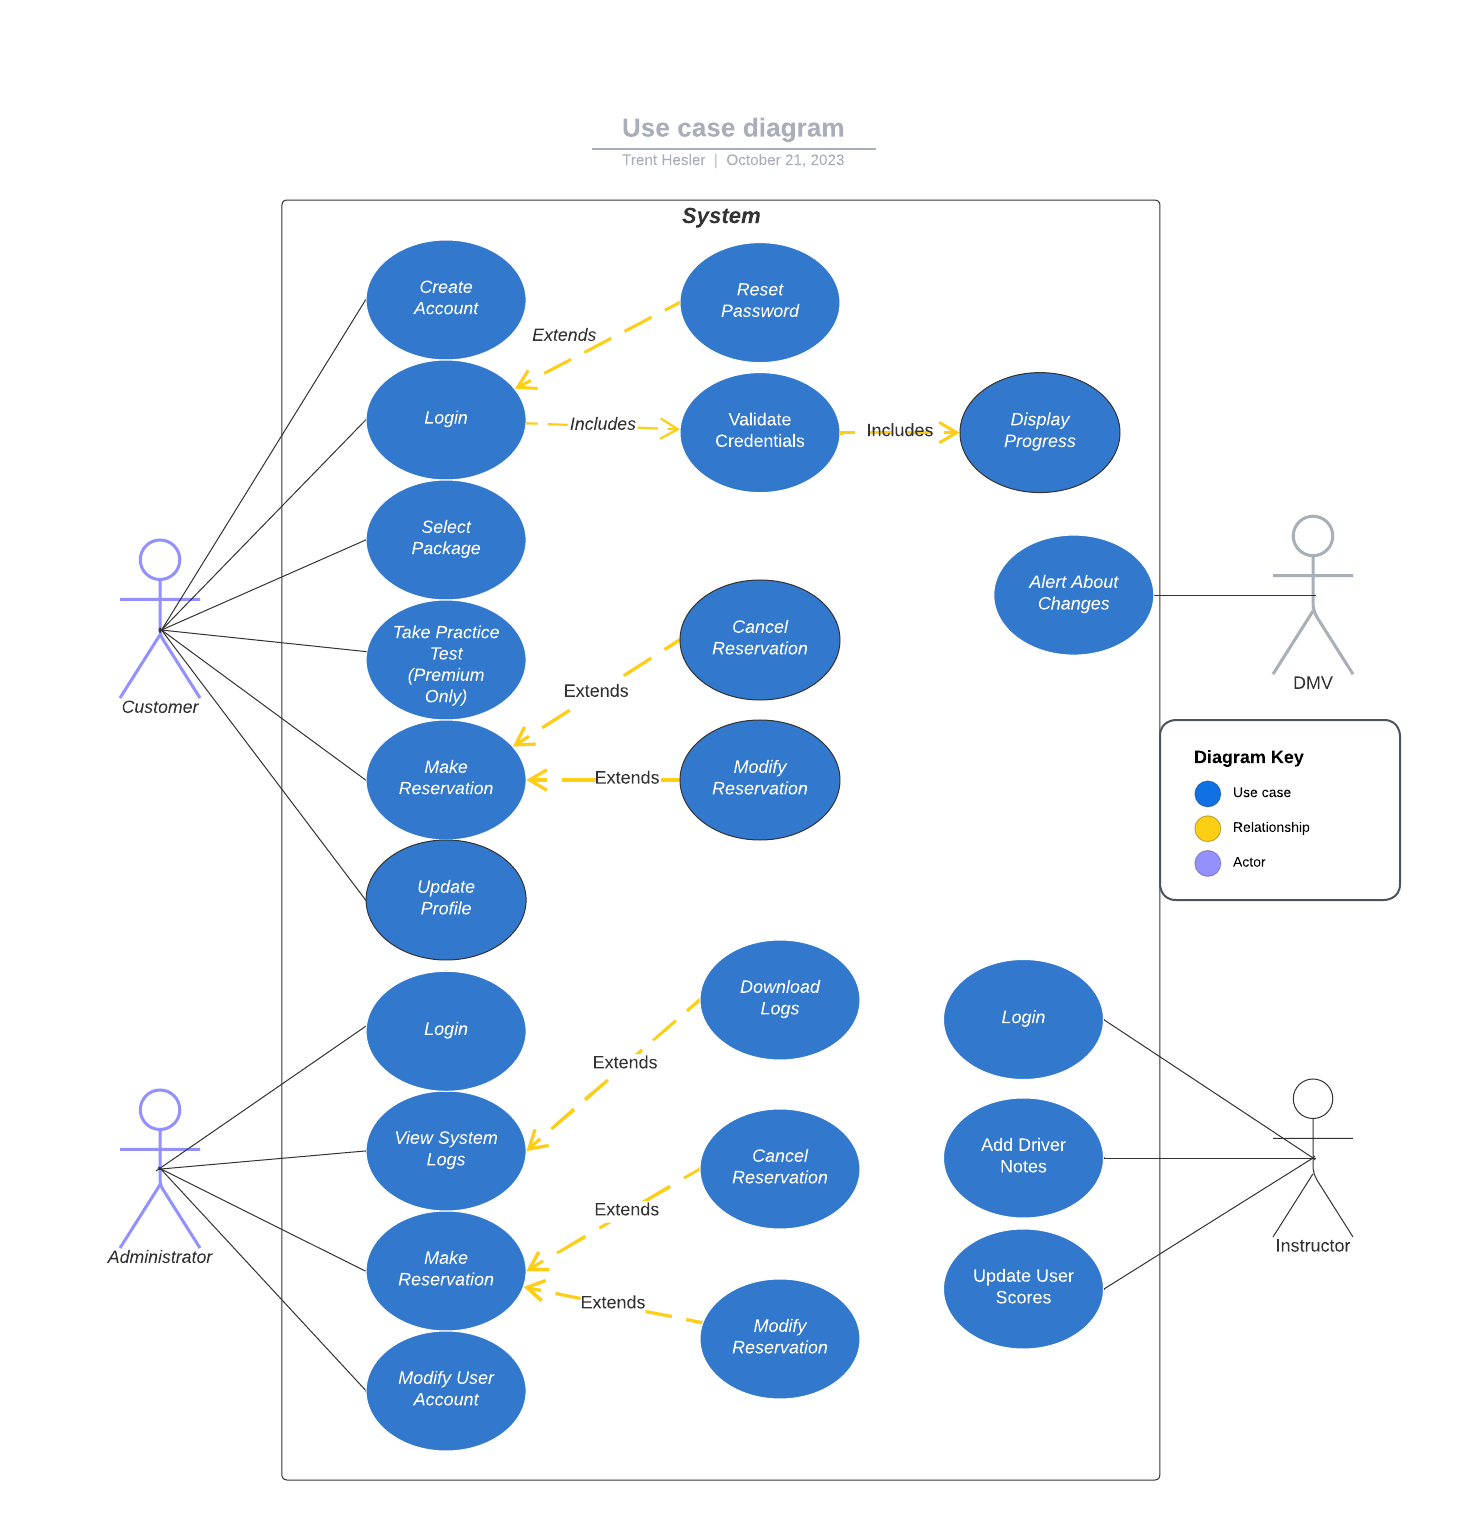 Use case diagram
Trent Hesler | October 21, 2023
System
Create
Account
Reset
Password
Extends
Login
Includes
Validate
Credentials
Includes
Display
Progress
Select
Package
Alert About
Changes
DMV
Customer
Take Practice
Test
(Premium
Only)
Cancel
Reservation
Extends
Make
Reservation
Extends
Modify
Reservation
Diagram Key
Use case
Relationship
Actor
Update
Profile
Download
Logs
Login
Login
Extends
View System
Logs
Cancel
Reservation
Add Driver
Notes
Extends
Administrator
Instructor
Make
Reservation
Extends
Modify
Reservation
Update User
Scores
Modify User
Account